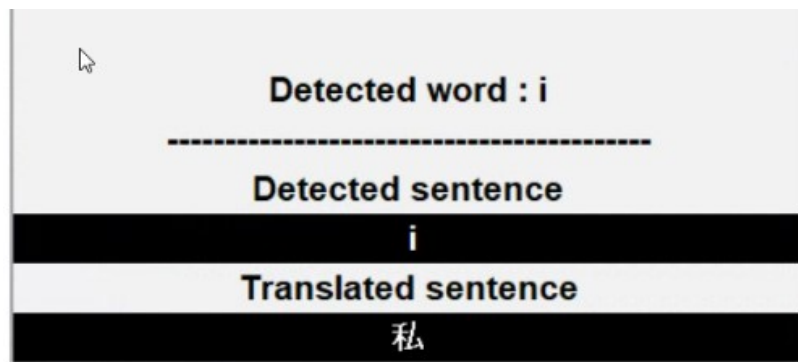 Detected word : i
------------------------------------------
Detected sentence
i
Translated sentence
私